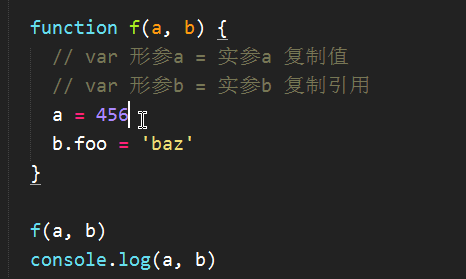 function f(a, b) {
// var 形参a = 实参a 复制值
// var 形参b = 实参b 复制引用
a = 456
b.foo = 'baz'
}
f(a, b)
console.log(a, b)